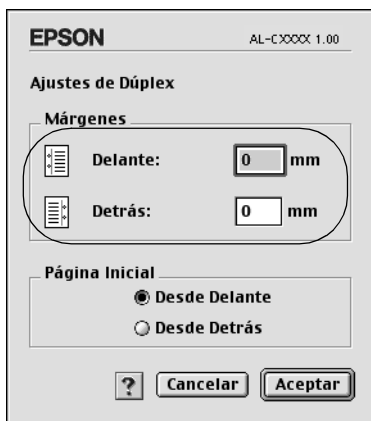 EPSON AL-CXXXX 1.00
Ajustes de Dúplex
Márgenes
Delante: 0 mm
Detrás: 0 mm
Página Inicial
Desde Delante
Desde Detrás
? Cancelar Aceptar